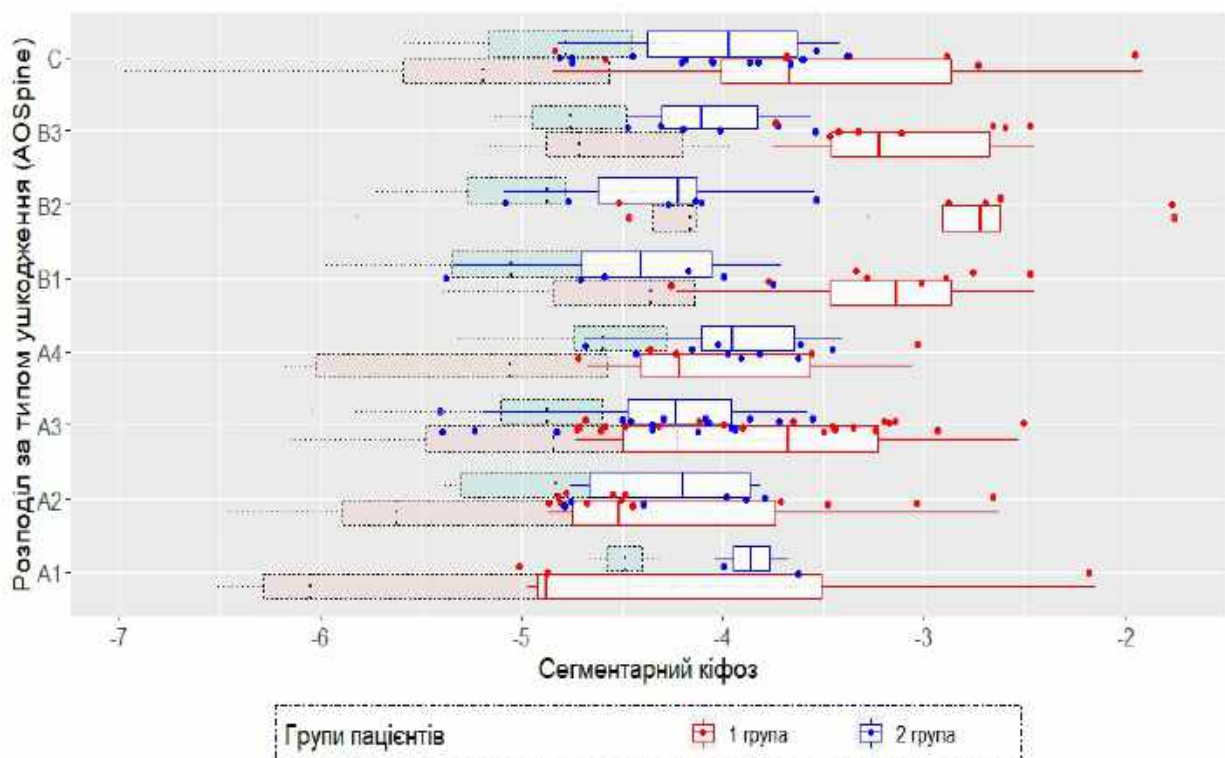 Розподіл за типом ушкодження (AOSpine)
C
B3
B2
B1
A4
A3
A2
A1
-7 -6 -5 -4 -3 -2
Сегментарний кіфоз
Групи пацієнтів 1 група 2 група